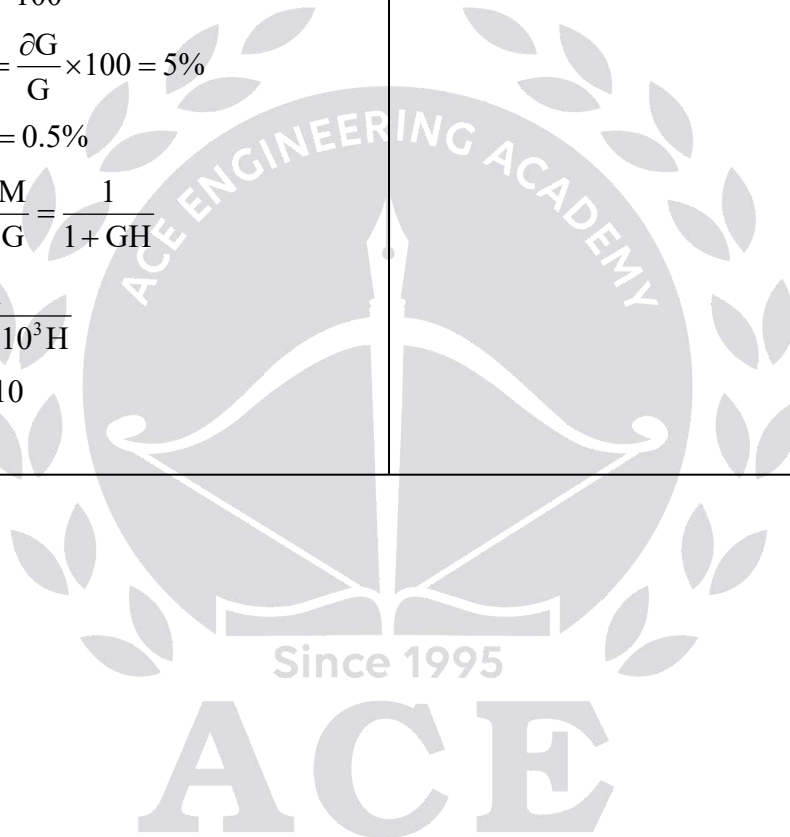 100
= ∂G/G ×100 = 5%
= 0.5%
M/G = 1/(1 + GH)
10³H
10
ACE ENGINEERING ACADEMY
Since 1995
ACE